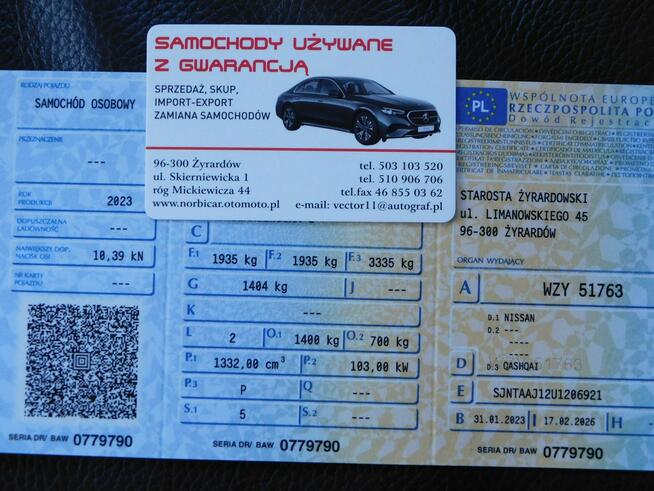 SAMOCHODY UŻYWANE
Z GWARANCJĄ
SPRZEDAŻ, SKUP,
IMPORT-EXPORT
ZAMIANA SAMOCHODÓW
96-300 Żyrardów
ul. Skierniewicka 1
róg Mickiewicza 44
www.norbicar.otomoto.pl
tel. 503 103 520
tel. 510 906 706
tel.fax 46 855 03 62
e-mail: vector11@autograf.pl
RODZAJ POJAZDU
SAMOCHÓD OSOBOWY
PRZEZNACZENIE
---
ROK
PRODUKCJI
2023
DOPUSZCZALNA
ŁADOWNOŚĆ
---
NAJWIĘKSZY DOP.
NACISK OSI
10,39 kN
NR KARTY
POJAZDU
---
SERIA DR/ BAW 0779790
C
F.1 1935 kg F.2 1935 kg F.3 3335 kg
G 1404 kg J ---
K ---
L 2 O.1 1400 kg O.2 700 kg
P.1 1332,00 cm³ P.2 103,00 kW
P.3 P Q ---
S.1 5 S.2 ---
SERIA DR/ BAW 0779790
PL
WSPÓLNOTA EUROPE
RZECZPOSPOLITA PO
Dowód Rejestrac
STAROSTA ŻYRARDOWSKI
ul. LIMANOWSKIEGO 45
96-300 ŻYRARDÓW
ORGAN WYDAJĄCY
A WZY 51763
D.1 NISSAN
D.2 ---
----
----
D D.3 QASHQAI
E SJNTAAJ12U1206921
B 31.01.2023 I 17.02.2026 H --
SERIA DR/ BAW 0779790